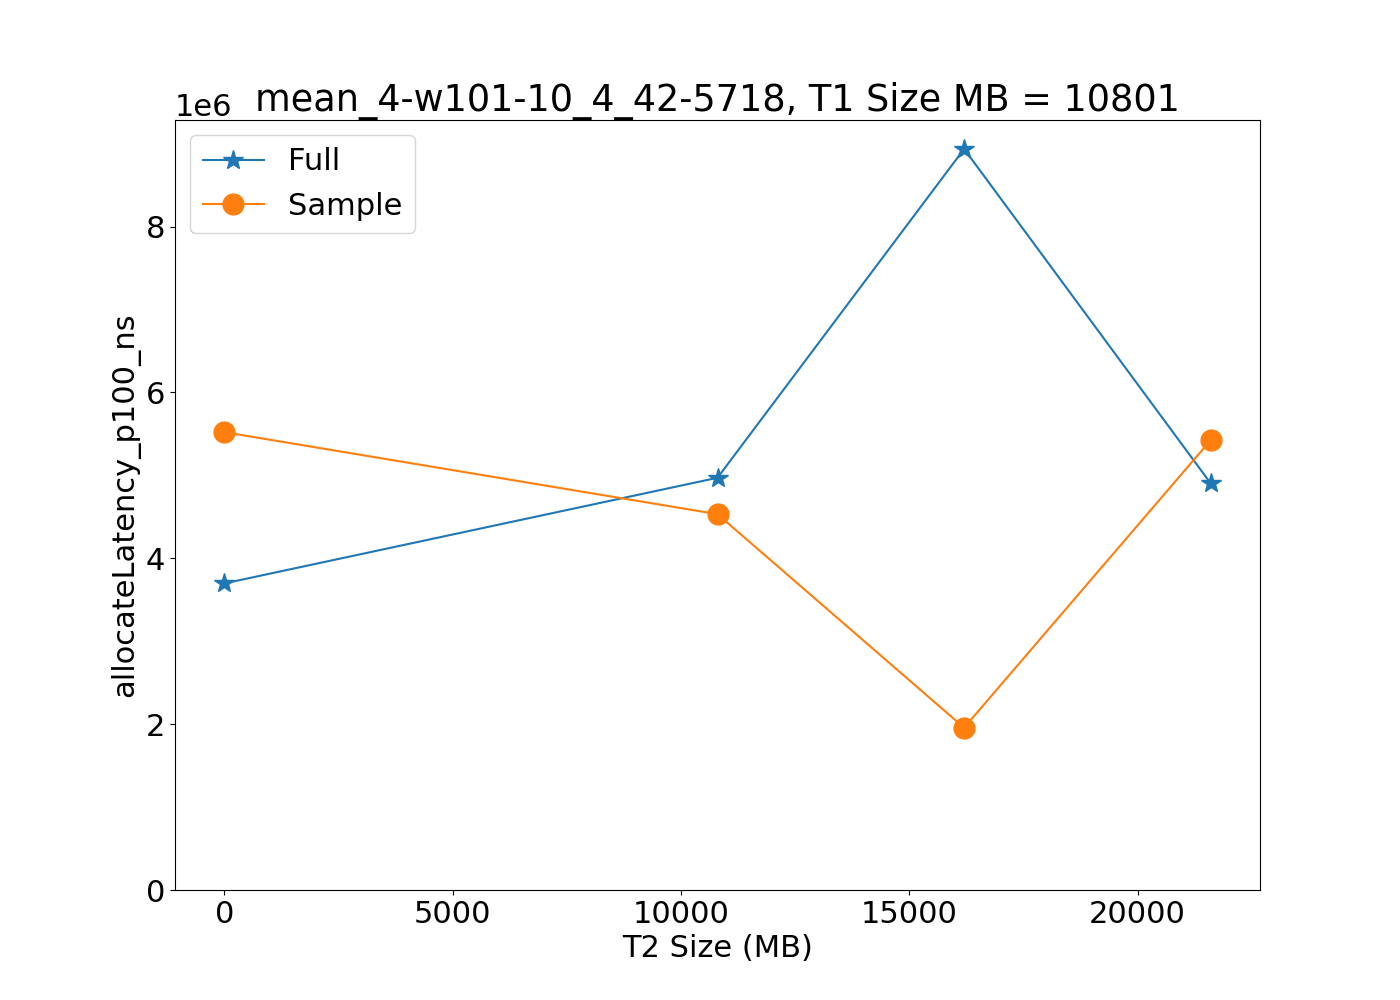 1e6
mean_4-w101-10_4_42-5718, T1 Size MB = 10801
Full
Sample
8
6
4
2
0
allocateLatency_p100_ns
0 5000 10000 15000 20000
T2 Size (MB)